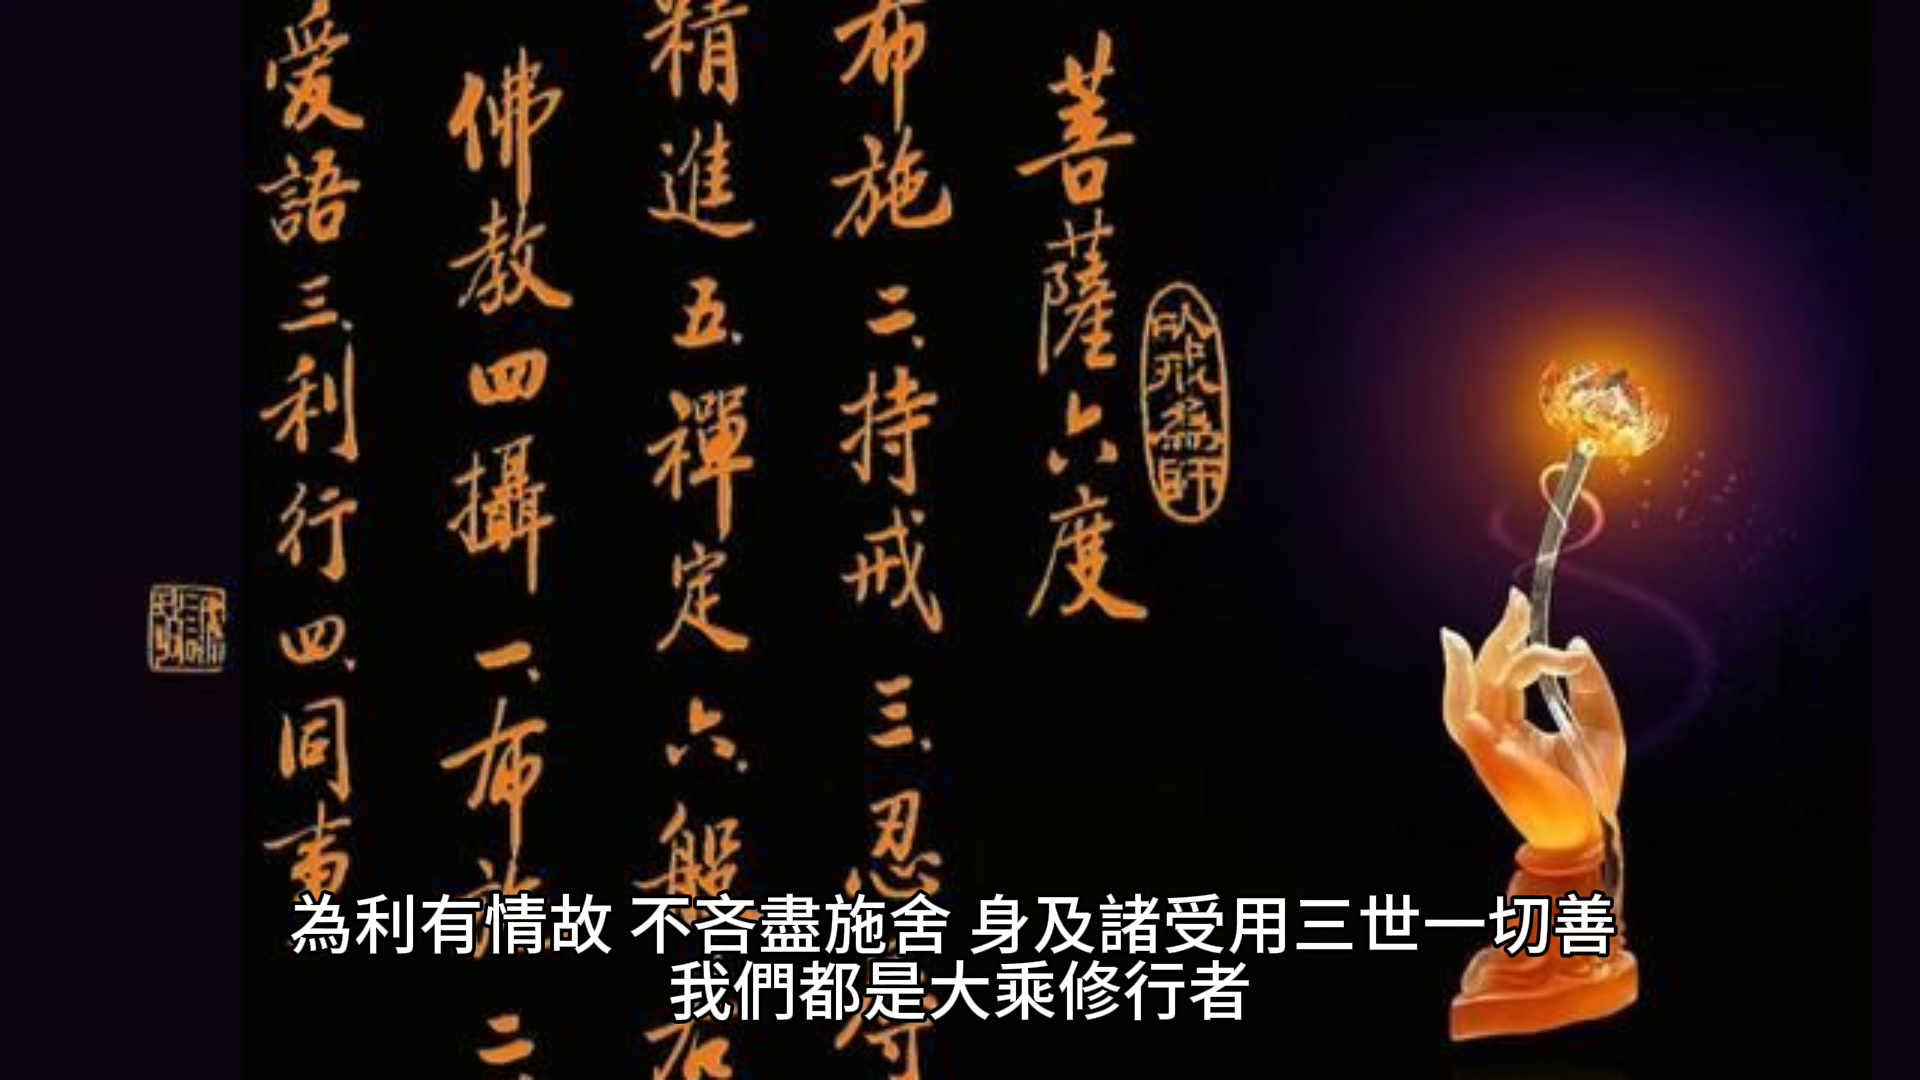 菩薩六度
布施二、持戒三、忍
精進五、禪定六、般
佛教四攝一、布
愛語三、利行四、同事
為利有情故 不吝盡施舍 身及諸受用三世一切善
我們都是大乘修行者